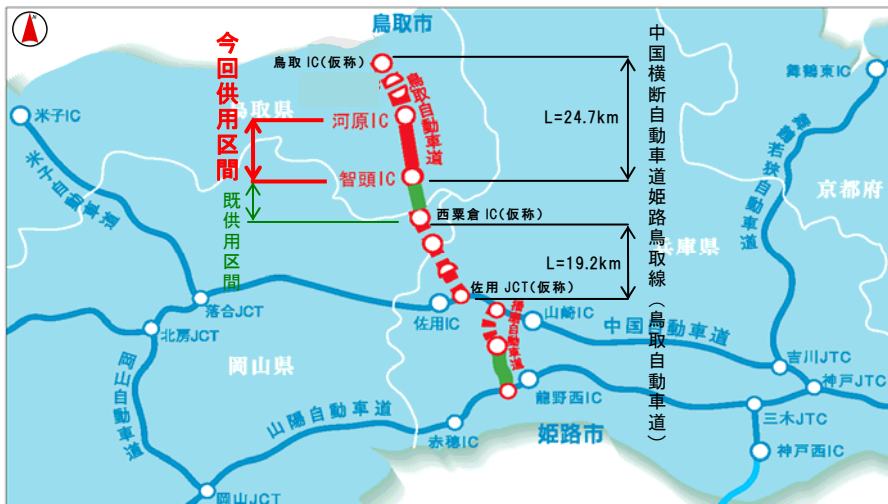 N
鳥取市
鳥取 IC(仮称)
今回供用区間
鳥取県
河原IC
智頭IC
既供用区間
西粟倉 IC(仮称)
佐用 JCT(仮称)
鳥取自動車道
L=24.7km
L=19.2km
中国横断自動車道姫路鳥取線(鳥取自動車道)
舞鶴東IC
舞鶴若狭自動車道
京都府
兵庫県
米子IC
米子自動車道
落合JCT
北房JCT
岡山自動車道
岡山県
佐用IC
播磨自動車道
山崎IC
中国自動車道
吉川JTC
神戸JTC
三木JTC
神戸西IC
龍野西IC
姫路市
赤穂IC
山陽自動車道
岡山JCT